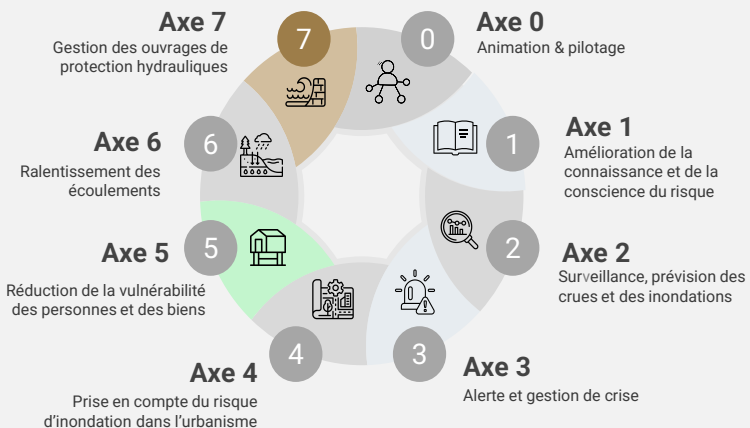 Axe 7
Gestion des ouvrages de
protection hydrauliques
7
0
Axe 0
Animation & pilotage
Axe 6
Ralentissement des
écoulements
6
1
Axe 1
Amélioration de la
connaissance et de la
conscience du risque
Axe 5
Réduction de la vulnérabilité
des personnes et des biens
5
2
Axe 2
Surveillance, prévision des
crues et des inondations
Axe 4
Prise en compte du risque
d'inondation dans l'urbanisme
4
3
Axe 3
Alerte et gestion de crise